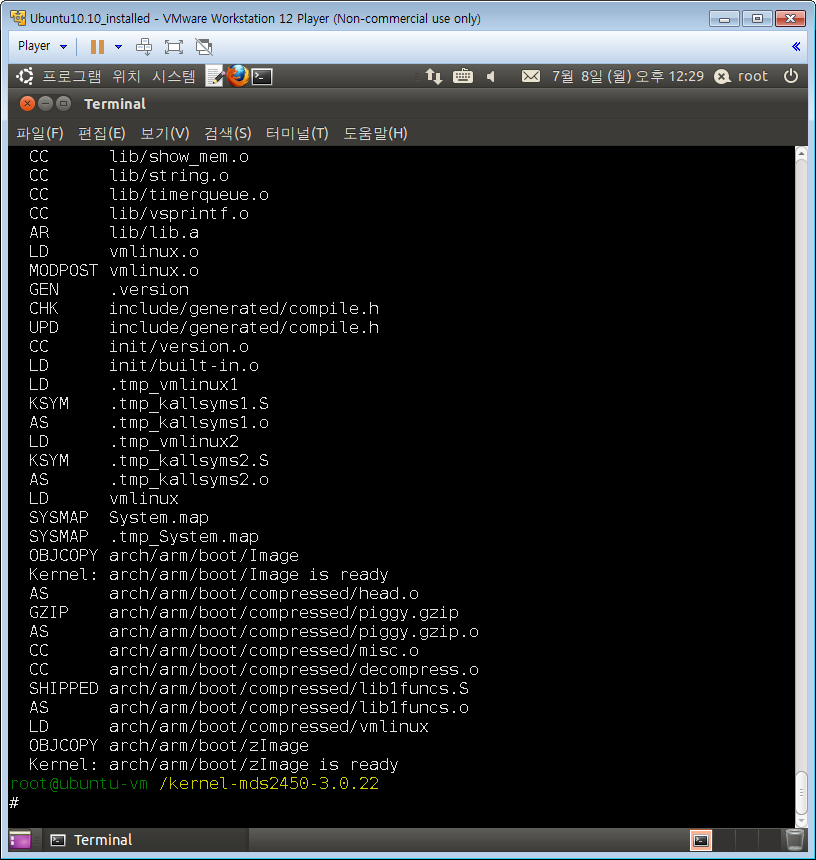 Ubuntu10.10_installed - VMware Workstation 12 Player (Non-commercial use only)
Player
프로그램 위치 시스템 7월 8일 (월) 오후 12:29 root
Terminal
파일(F) 편집(E) 보기(V) 검색(S) 터미널(T) 도움말(H)
CC lib/show_mem.o
CC lib/string.o
CC lib/timerqueue.o
CC lib/vsprintf.o
AR lib/lib.a
LD vmlinux.o
MODPOST vmlinux.o
GEN .version
CHK include/generated/compile.h
UPD include/generated/compile.h
CC init/version.o
LD init/built-in.o
LD .tmp_vmlinux1
KSYM .tmp_kallsyms1.S
AS .tmp_kallsyms1.o
LD .tmp_vmlinux2
KSYM .tmp_kallsyms2.S
AS .tmp_kallsyms2.o
LD vmlinux
SYSMAP System.map
SYSMAP .tmp_System.map
OBJCOPY arch/arm/boot/Image
Kernel: arch/arm/boot/Image is ready
AS arch/arm/boot/compressed/head.o
GZIP arch/arm/boot/compressed/piggy.gzip
AS arch/arm/boot/compressed/piggy.gzip.o
CC arch/arm/boot/compressed/misc.o
CC arch/arm/boot/compressed/decompress.o
SHIPPED arch/arm/boot/compressed/lib1funcs.S
AS arch/arm/boot/compressed/lib1funcs.o
LD arch/arm/boot/compressed/vmlinux
OBJCOPY arch/arm/boot/zImage
Kernel: arch/arm/boot/zImage is ready
root@ubuntu-vm /kernel-mds2450-3.0.22
#
Terminal